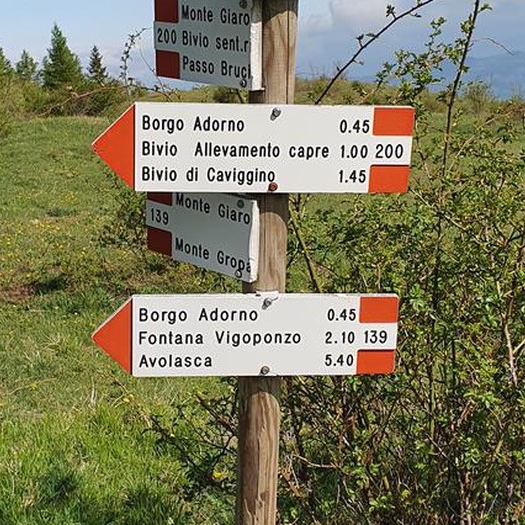 Monte Giaro
200 Bivio sent.
Passo
Borgo Adorno 0.45
Bivio Allevamento capre 1.00 200
Bivio di Caviggino 1.45
Monte Giaro
139
Monte Gropa
Borgo Adorno 0.45
Fontana Vigoponzo 2.10 139
Avolasca 5.40